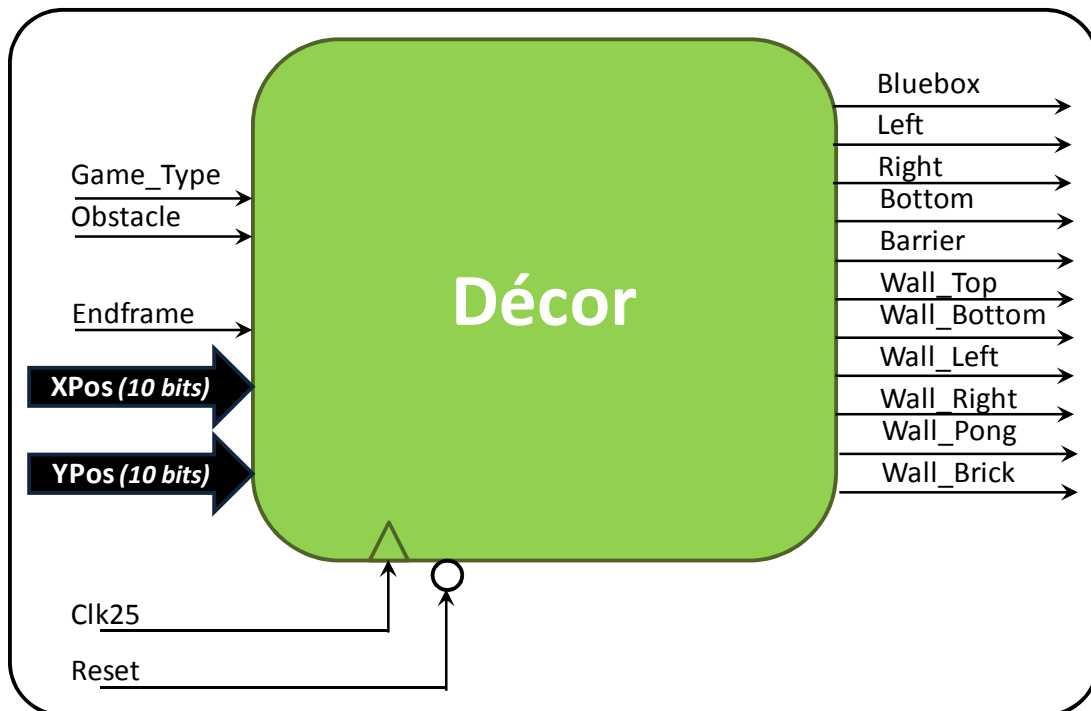 Game_Type
Obstacle
Endframe
XPos (10 bits)
YPos (10 bits)
Clk25
Reset
Décor
Bluebox
Left
Right
Bottom
Barrier
Wall_Top
Wall_Bottom
Wall_Left
Wall_Right
Wall_Pong
Wall_Brick